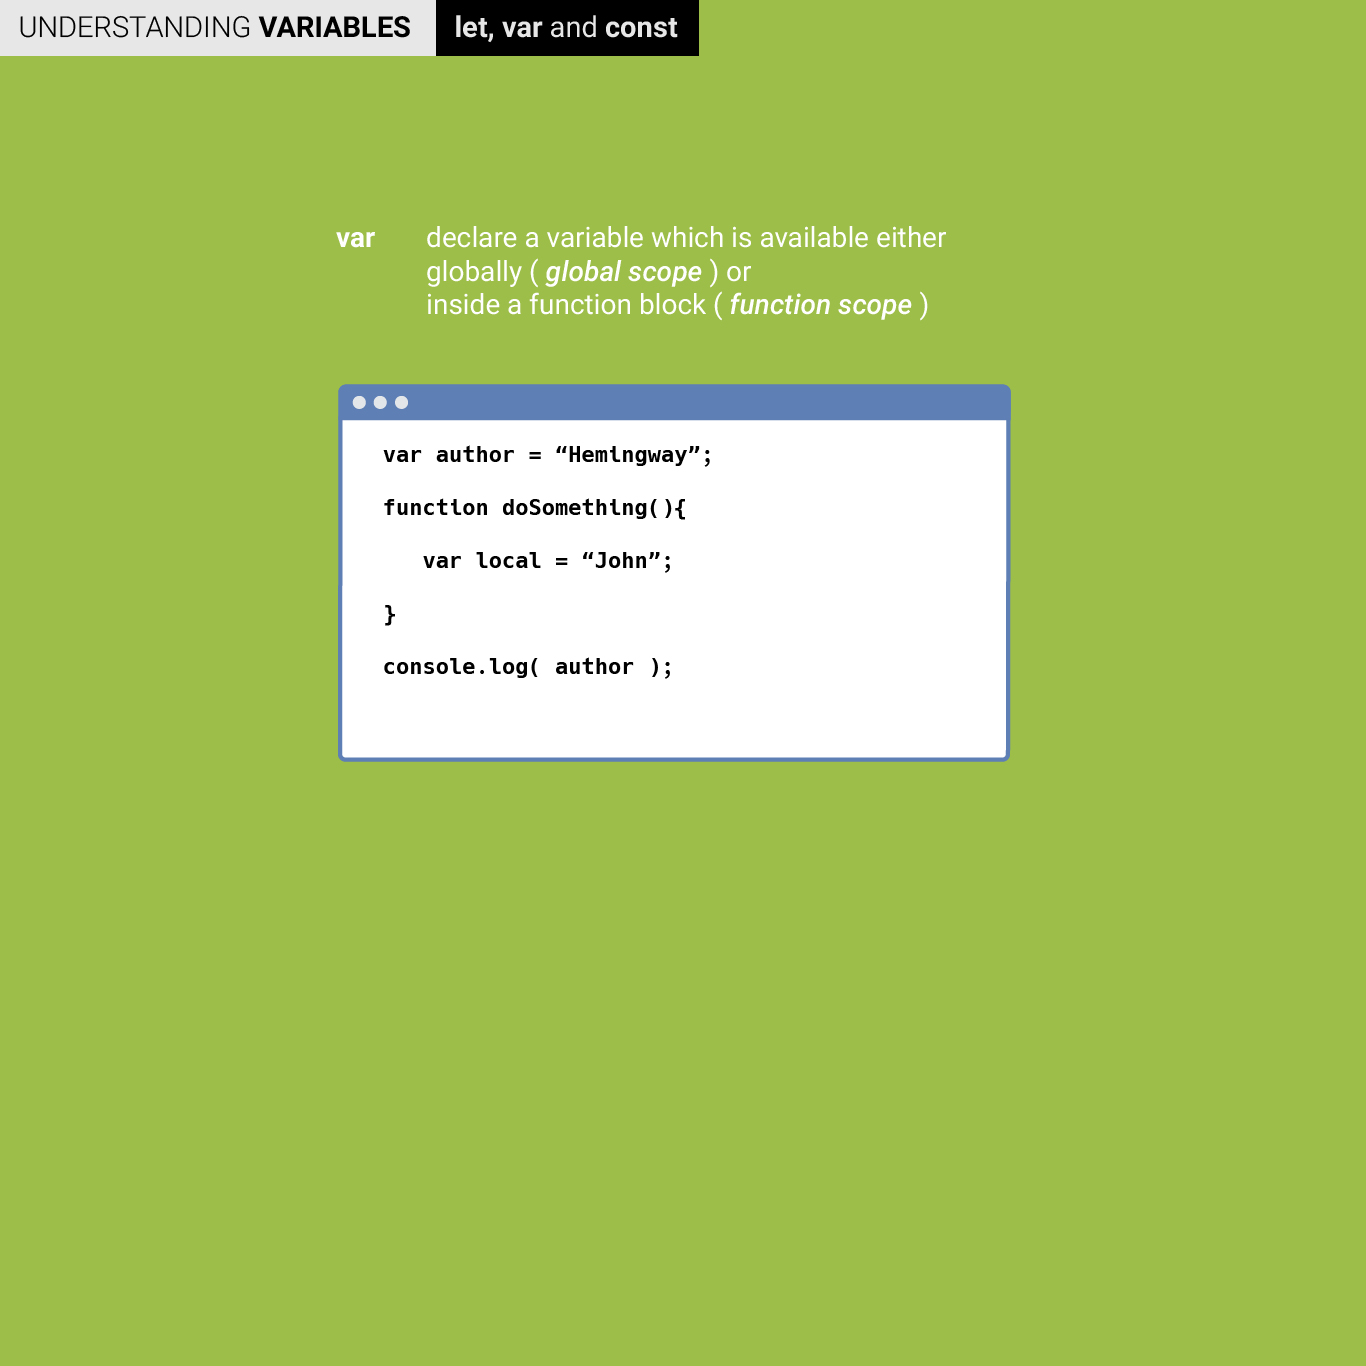 UNDERSTANDING VARIABLES let, var and const
var declare a variable which is available either
globally ( global scope ) or
inside a function block ( function scope )
var author = “Hemingway”;
function doSomething(){
var local = “John”;
}
console.log( author );